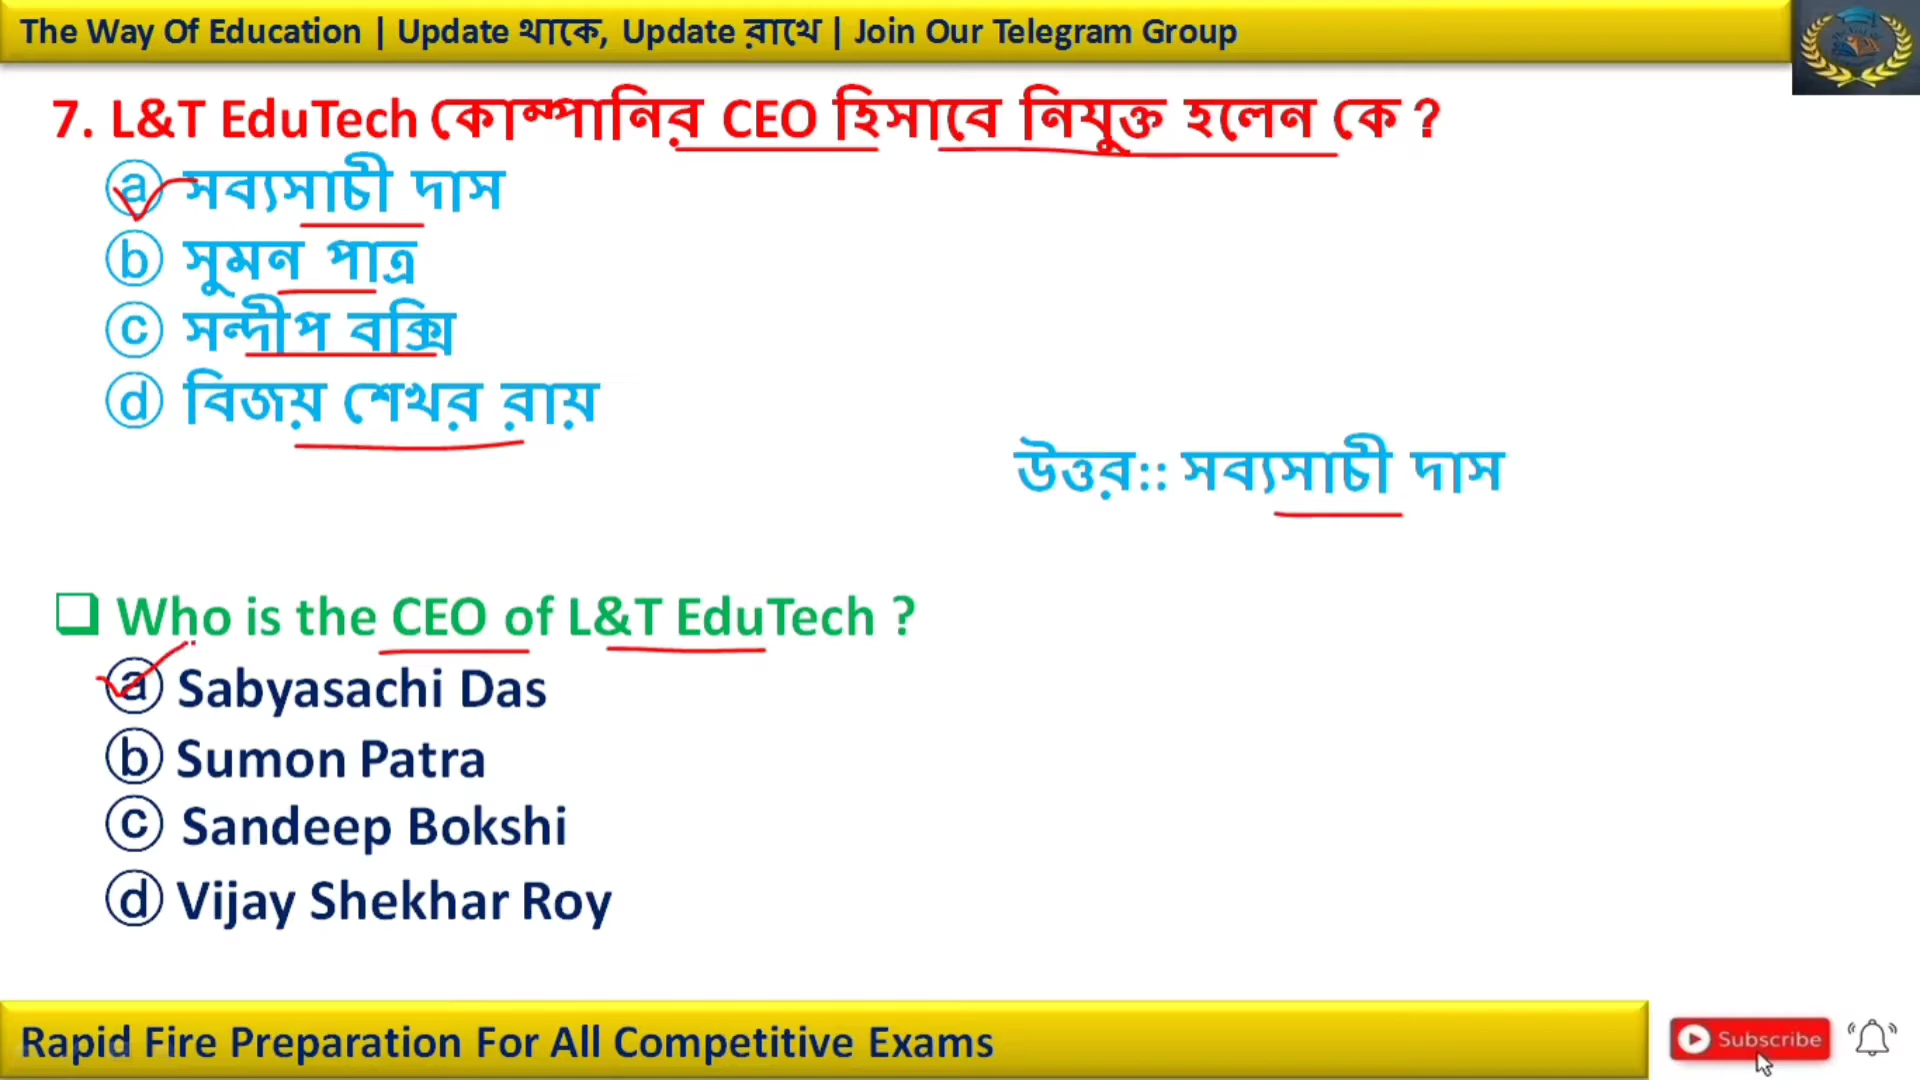 The Way Of Education | Update থাকে, Update রাখে | Join Our Telegram Group
7. L&T EduTech কোম্পানির CEO হিসাবে নিযুক্ত হলেন কে ?
ⓐ সব্যসাচী দাস
ⓑ সুমন পাত্র
ⓒ সন্দীপ বক্সি
ⓓ বিজয় শেখর রায়
উত্তর:: সব্যসাচী দাস
❑ Who is the CEO of L&T EduTech ?
ⓐ Sabyasachi Das
ⓑ Sumon Patra
ⓒ Sandeep Bokshi
ⓓ Vijay Shekhar Roy
Rapid Fire Preparation For All Competitive Exams
Subscribe